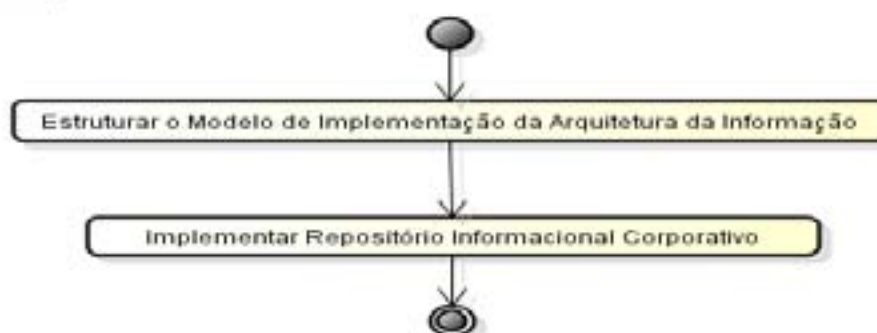 Estruturar o Modelo de Implementação da Arquitetura da Informação
Implementar Repositório Informacional Corporativo